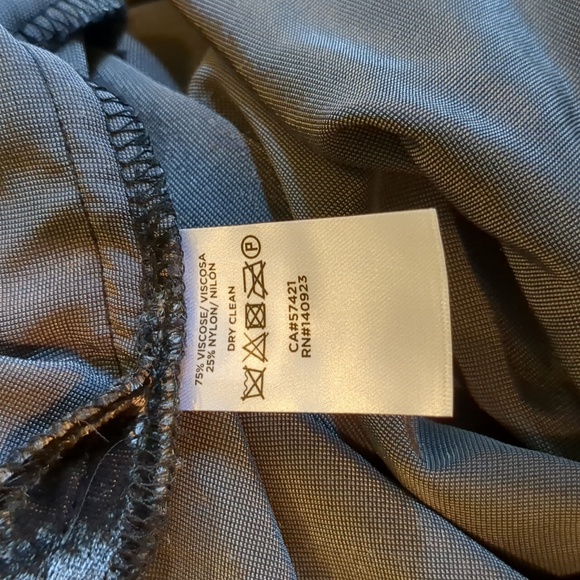 75% VISCOSE/ VISCOSA
25% NYLON/ NILON
DRY CLEAN
P
CA#57421
RN#140923